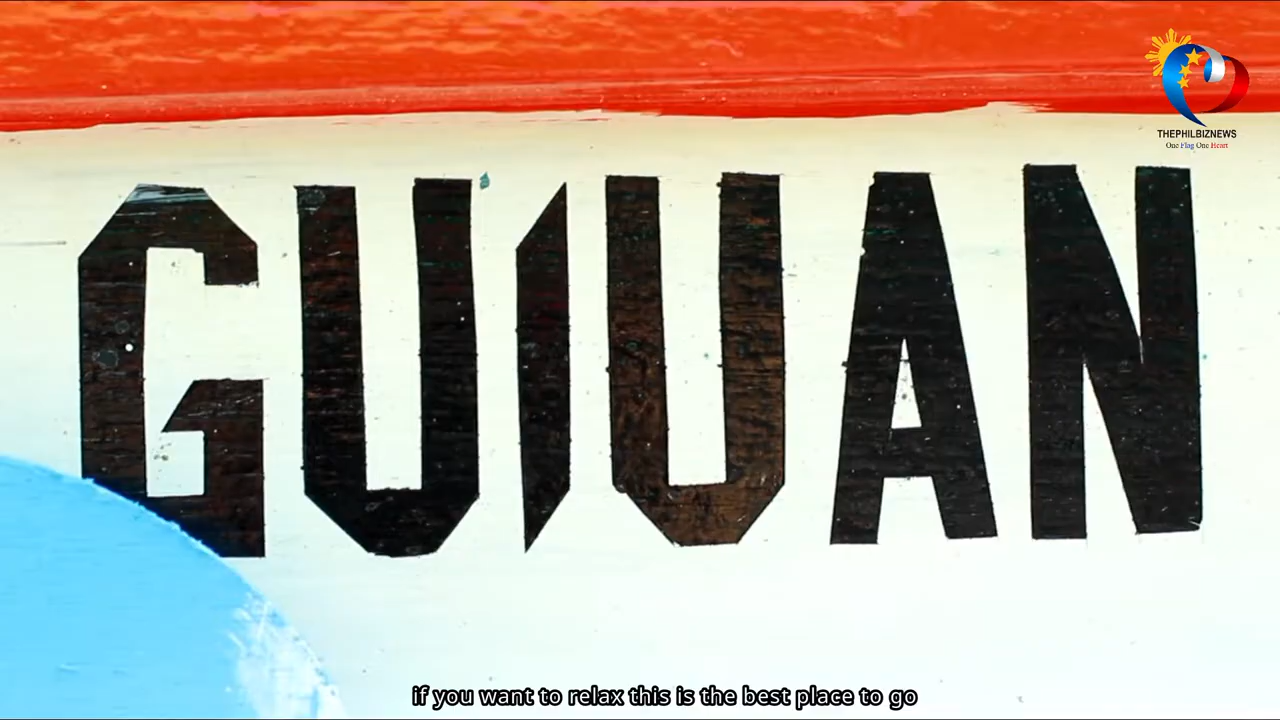 THEPHILBIZNEWS
One Flag One Heart
GUIUAN
if you want to relax this is the best place to go